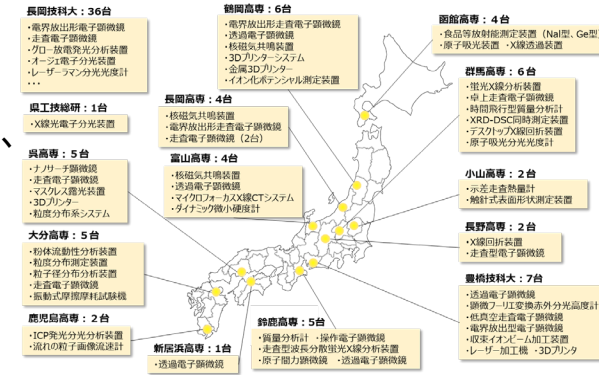 長岡技科大：36台
・電界放出形電子顕微鏡
・走査電子顕微鏡
・グロー放電発光分析装置
・オージェ電子分光装置
・レーザーラマン分光光度計
・・・
県工技総研：1台
・X線光電子分光装置
、
呉高専：５台
・ナノサーチ顕微鏡
・走査電子顕微鏡
・マスクレス露光装置
・3Dプリンター
・粒度分布系システム
大分高専：５台
・粉体流動性分析装置
・粒度分布測定装置
・粒子径分布分析装置
・走査電子顕微鏡
・振動式摩擦摩耗試験機
鹿児島高専：２台
・ICP発光分光分析装置
・流れの粒子画像流速計
鶴岡高専：6台
・電界放出形走査電子顕微鏡
・透過電子顕微鏡
・核磁気共鳴装置
・3Dプリンターシステム
・金属3Dプリンター
・イオン化ポテンシャル測定装置
長岡高専：４台
・核磁気共鳴装置
・電界放出形走査電子顕微鏡
・走査電子顕微鏡（2台）
富山高専：４台
・核磁気共鳴装置
・透過電子顕微鏡
・マイクロフォーカスX線CTシステム
・ダイナミック微小硬度計
新居浜高専：1台
・透過電子顕微鏡
鈴鹿高専：5台
・質量分析計　・操作電子顕微鏡
・走査型波長分散蛍光X線分析装置
・原子間力顕微鏡　・透過電子顕微鏡
函館高専：４台
・食品等放射能測定装置（NaI型、Ge型）
・原子吸光装置　・X線透過装置
群馬高専：6台
・蛍光X線分析装置
・卓上走査電子顕微鏡
・時間飛行型質量分析計
・XRD-DSC同時測定装置
・デスクトップX線回折装置
・原子吸光分光光度計
小山高専：２台
・示差走査熱量計
・触針式表面形状測定装置
長野高専：２台
・X線回折装置
・走査型電子顕微鏡
豊橋技科大：7台
・透過電子顕微鏡
・顕微フーリエ変換赤外分光高度計
・低真空走査電子顕微鏡
・電界放出型電子顕微鏡
・収束イオンビーム加工装置
・レーザー加工機　・3Dプリンタ